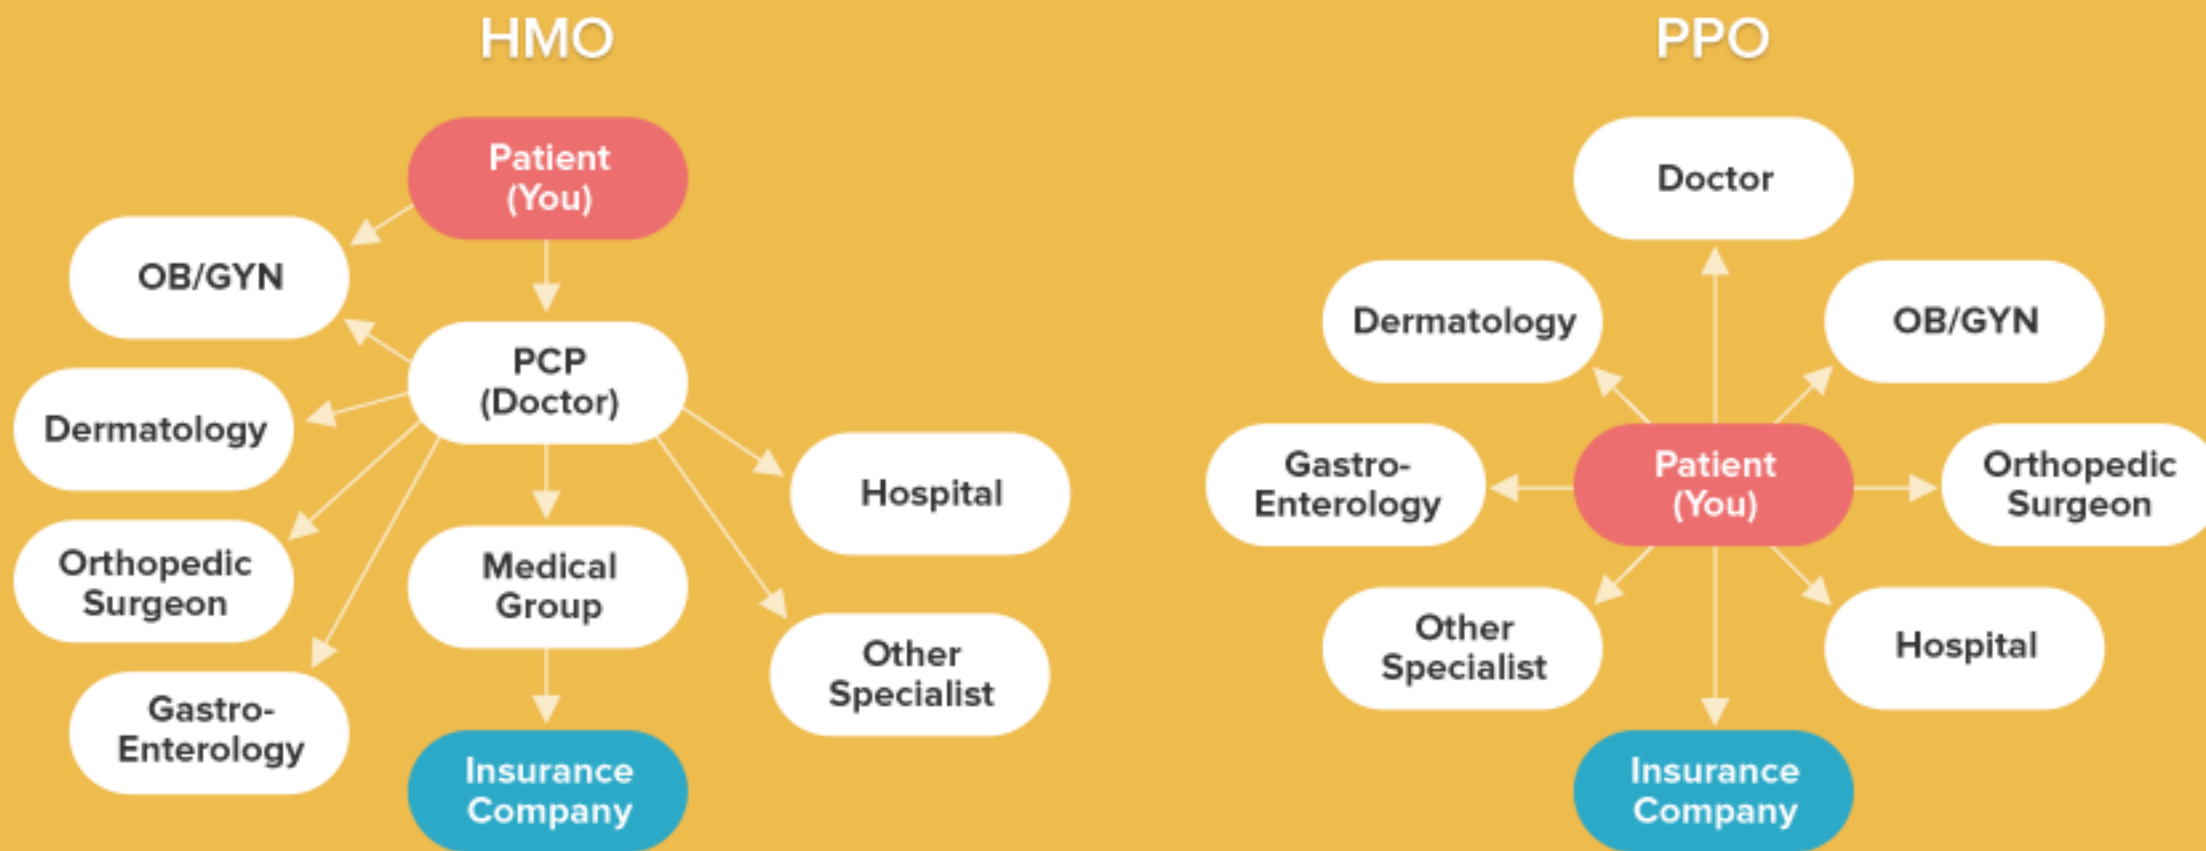 HMO
Patient
(You)
OB/GYN
PCP
(Doctor)
Dermatology
Hospital
Orthopedic
Surgeon
Medical
Group
Other
Specialist
Gastro-
Enterology
Insurance
Company
PPO
Doctor
Dermatology
OB/GYN
Gastro-
Enterology
Patient
(You)
Orthopedic
Surgeon
Other
Specialist
Hospital
Insurance
Company